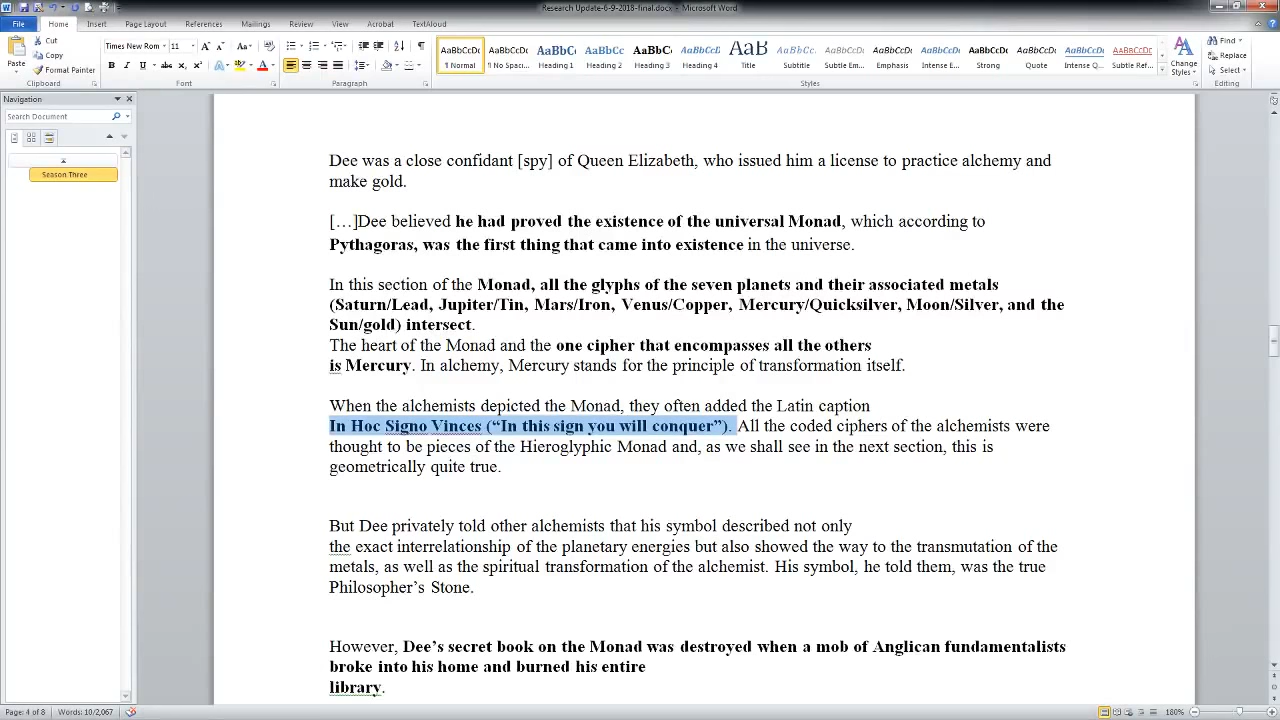 Research Update-6-9-2018-final.docx - Microsoft Word
File Home Insert Page Layout References Mailings Review View Acrobat TextAloud
Cut
Copy
Format Painter
Paste
Clipboard
Times New Rom 11
Font
Paragraph
AaBbCcDc AaBbCcDc AaBbC AaBbCc AaBbCc AaBbCcD AaB AaBbCc. AaBbCcDc AaBbCcDc AaBbCcDc AaBbCcDc AaBbCcDc AaBbCcDc AaBbCcDc
¶ Normal ¶ No Spaci... Heading 1 Heading 2 Heading 3 Heading 4 Title Subtitle Subtle Em... Emphasis Intense E... Strong Quote Intense Q... Subtle Ref...
Styles
Change
Styles
Find
Replace
Select
Editing
Navigation
Search Document
Season Three
Dee was a close confidant [spy] of Queen Elizabeth, who issued him a license to practice alchemy and
make gold.
[…]Dee believed he had proved the existence of the universal Monad, which according to
Pythagoras, was the first thing that came into existence in the universe.
In this section of the Monad, all the glyphs of the seven planets and their associated metals
(Saturn/Lead, Jupiter/Tin, Mars/Iron, Venus/Copper, Mercury/Quicksilver, Moon/Silver, and the
Sun/gold) intersect.
The heart of the Monad and the one cipher that encompasses all the others
is Mercury. In alchemy, Mercury stands for the principle of transformation itself.
When the alchemists depicted the Monad, they often added the Latin caption
In Hoc Signo Vinces (“In this sign you will conquer”). All the coded ciphers of the alchemists were
thought to be pieces of the Hieroglyphic Monad and, as we shall see in the next section, this is
geometrically quite true.
But Dee privately told other alchemists that his symbol described not only
the exact interrelationship of the planetary energies but also showed the way to the transmutation of the
metals, as well as the spiritual transformation of the alchemist. His symbol, he told them, was the true
Philosopher’s Stone.
However, Dee’s secret book on the Monad was destroyed when a mob of Anglican fundamentalists
broke into his home and burned his entire
library.
Page: 4 of 8 Words: 10/2,067
180%